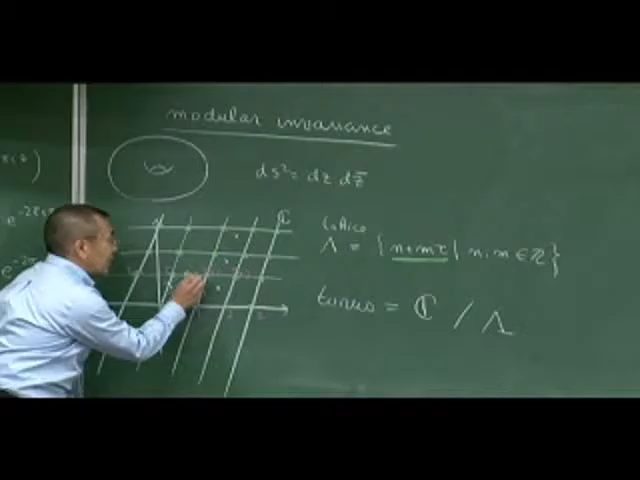 modular invariance
ds² = dz dz̄
ℂ
lattice
Λ = { n+mτ | n, m ∈ ℤ }
torus = ℂ / Λ